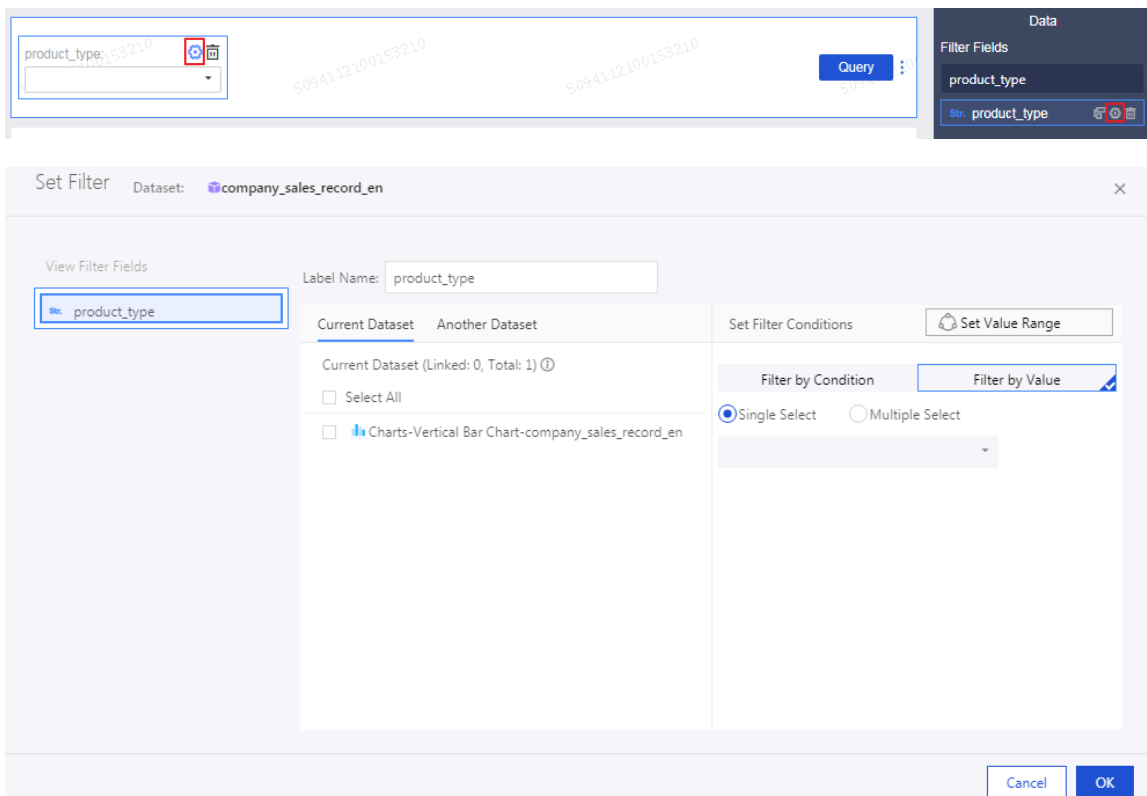 Data
Filter Fields
product_type
Str. product_type
product_type:
5094112100153210
5094112100153210
Query
Set Filter Dataset: company_sales_record_en
View Filter Fields
Str. product_type
Label Name: product_type
Current Dataset Another Dataset
Set Filter Conditions Set Value Range
Current Dataset (Linked: 0, Total: 1)
Select All
Charts-Vertical Bar Chart-company_sales_record_en
Filter by Condition Filter by Value
Single Select Multiple Select
Cancel OK